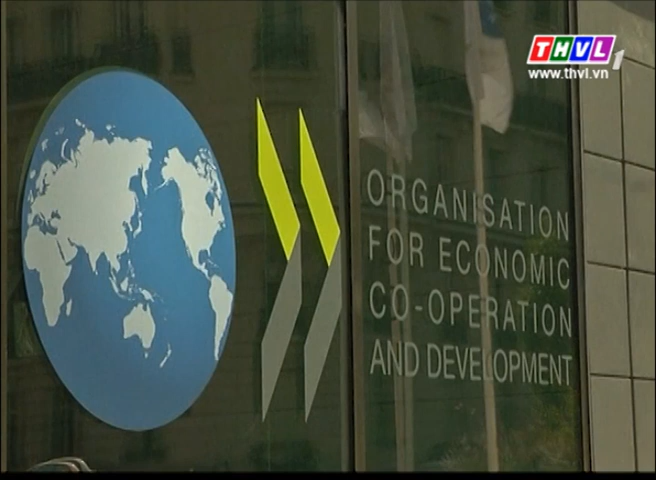 THVL1
www.thvl.vn
ORGANISATION
FOR ECONOMIC
CO-OPERATION
AND DEVELOPMENT